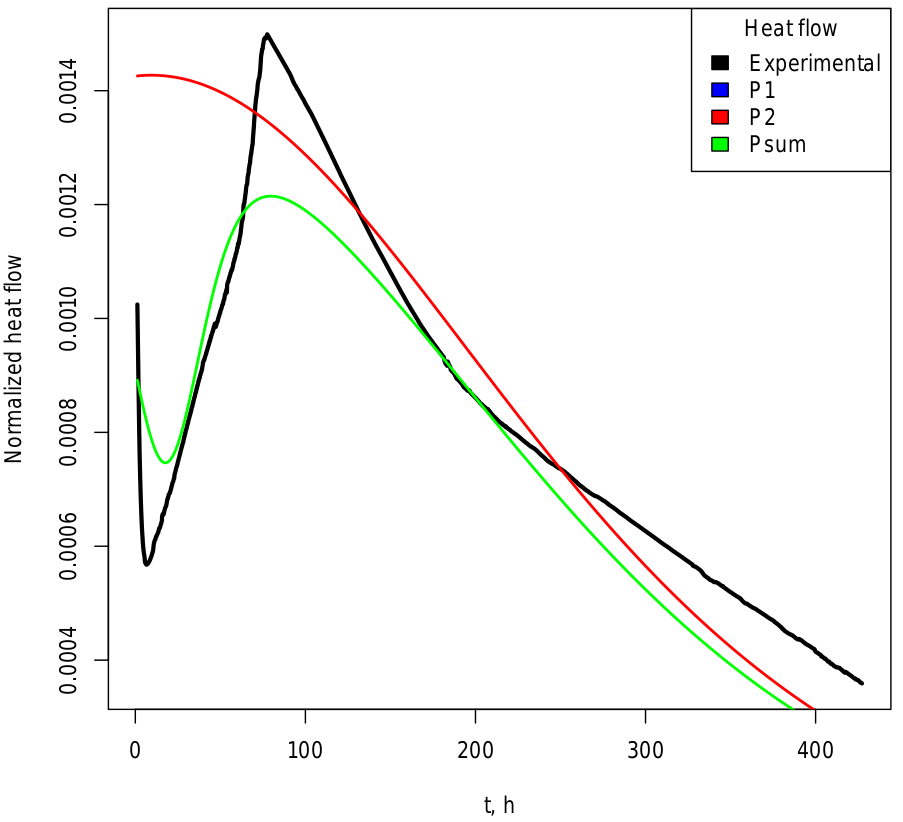 Heat flow
Experimental
P1
P2
Psum
Normalized heat flow
0.0014
0.0012
0.0010
0.0008
0.0006
0.0004
0 100 200 300 400
t, h